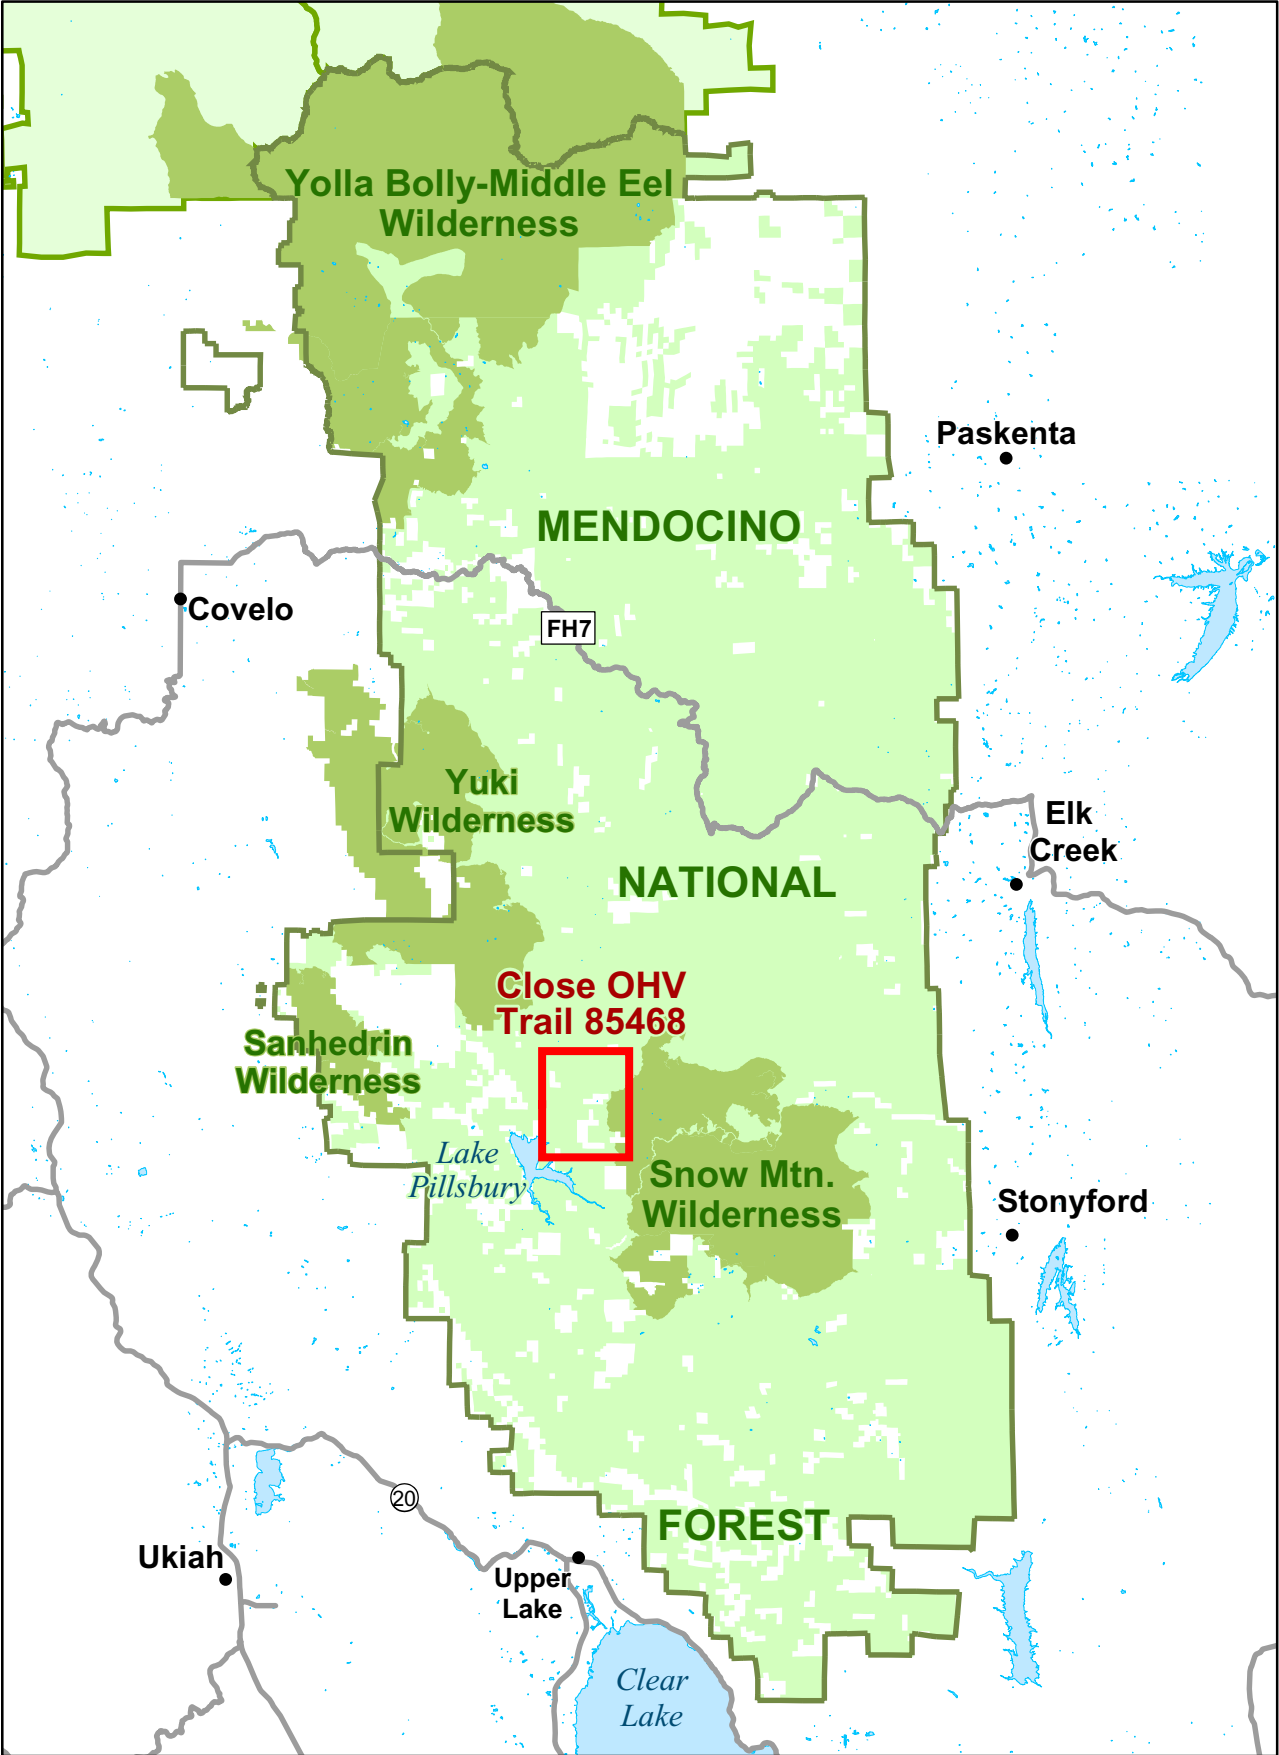 Yolla Bolly-Middle Eel
Wilderness
Paskenta
MENDOCINO
Covelo
FH7
Yuki
Wilderness
Elk
Creek
NATIONAL
Close OHV
Trail 85468
Sanhedrin
Wilderness
Lake
Pillsbury
Snow Mtn.
Wilderness
Stonyford
20
FOREST
Ukiah
Upper
Lake
Clear
Lake